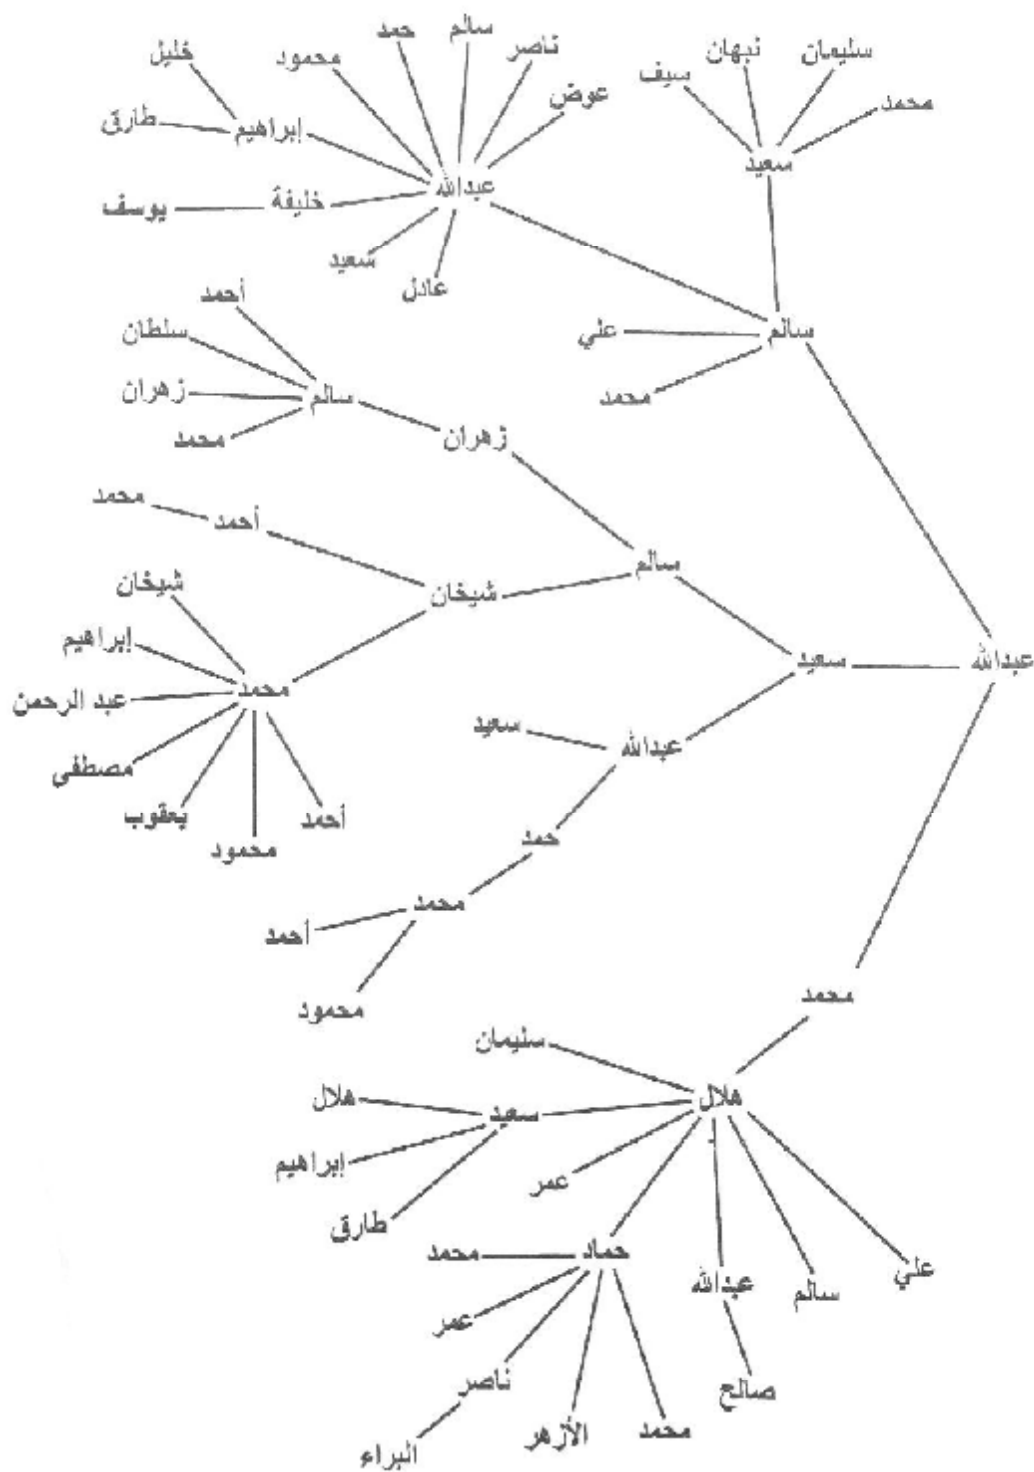 سالم
حمد
ناصر
محمود
خليل
عوض
طارق
إبراهيم
عبدالله
خليفة
يوسف
سعيد
عادل
سليمان
نبهان
سيف
محمد
سعيد
سالم
علي
محمد
أحمد
سلطان
زهران
محمد
سالم
زهران
محمد
أحمد
سالم
شيخان
شيخان
إبراهيم
عبد الرحمن
مصطفى
يعقوب
محمود
أحمد
محمد
عبدالله
سعيد
سعيد
عبدالله
حمد
محمد
أحمد
محمود
محمد
سليمان
هلال
هلال
سعيد
إبراهيم
طارق
عمر
حماد
محمد
عمر
ناصر
البراء
الأزهر
محمد
عبدالله
صالح
سالم
علي